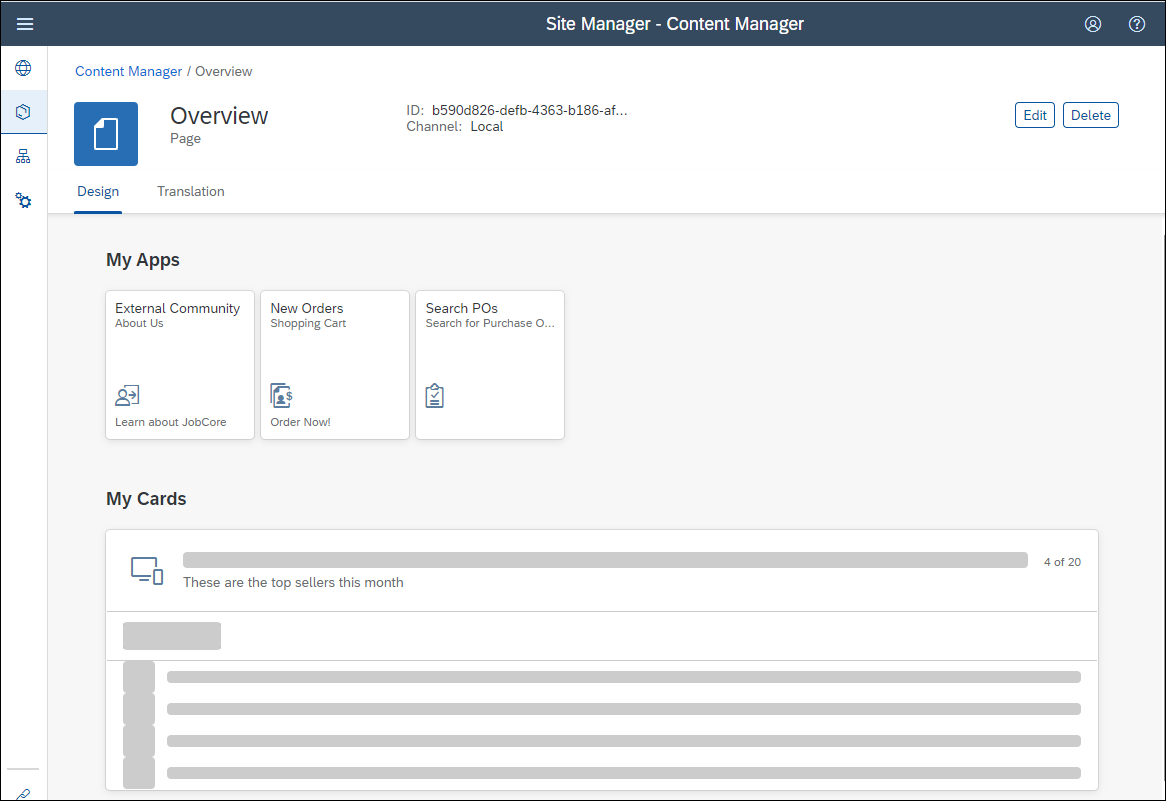 Site Manager - Content Manager
Content Manager / Overview
Overview
Page
ID: b590d826-defb-4363-b186-af...
Channel: Local
Edit
Delete
Design
Translation
My Apps
External Community
About Us
Learn about JobCore
New Orders
Shopping Cart
Order Now!
Search POs
Search for Purchase O...
My Cards
4 of 20
These are the top sellers this month